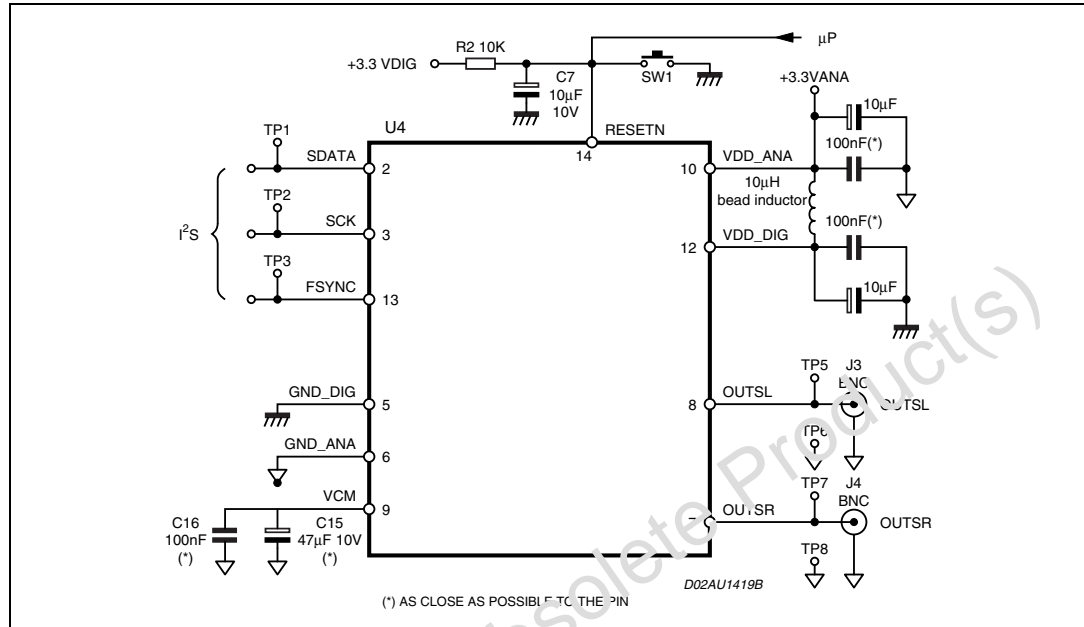 +3.3 VDIG
R2 10K
C7
10µF
10V
SW1
µP
+3.3VANA
10µF
100nF(*)
U4
RESETN
14
TP1
SDATA
2
10
VDD_ANA
10µH
bead inductor
TP2
I²S
SCK
3
100nF(*)
12
VDD_DIG
TP3
FSYNC
13
10µF
GND_DIG
5
TP5
J3
BNC
8
OUTSL
OUTSL
TP6
GND_ANA
6
TP7
J4
BNC
VCM
9
7
OUTSR
OUTSR
C16
100nF
(*)
C15
47µF 10V
(*)
TP8
D02AU1419B
(*) AS CLOSE AS POSSIBLE TO THE PIN
Obsolete Product(s)